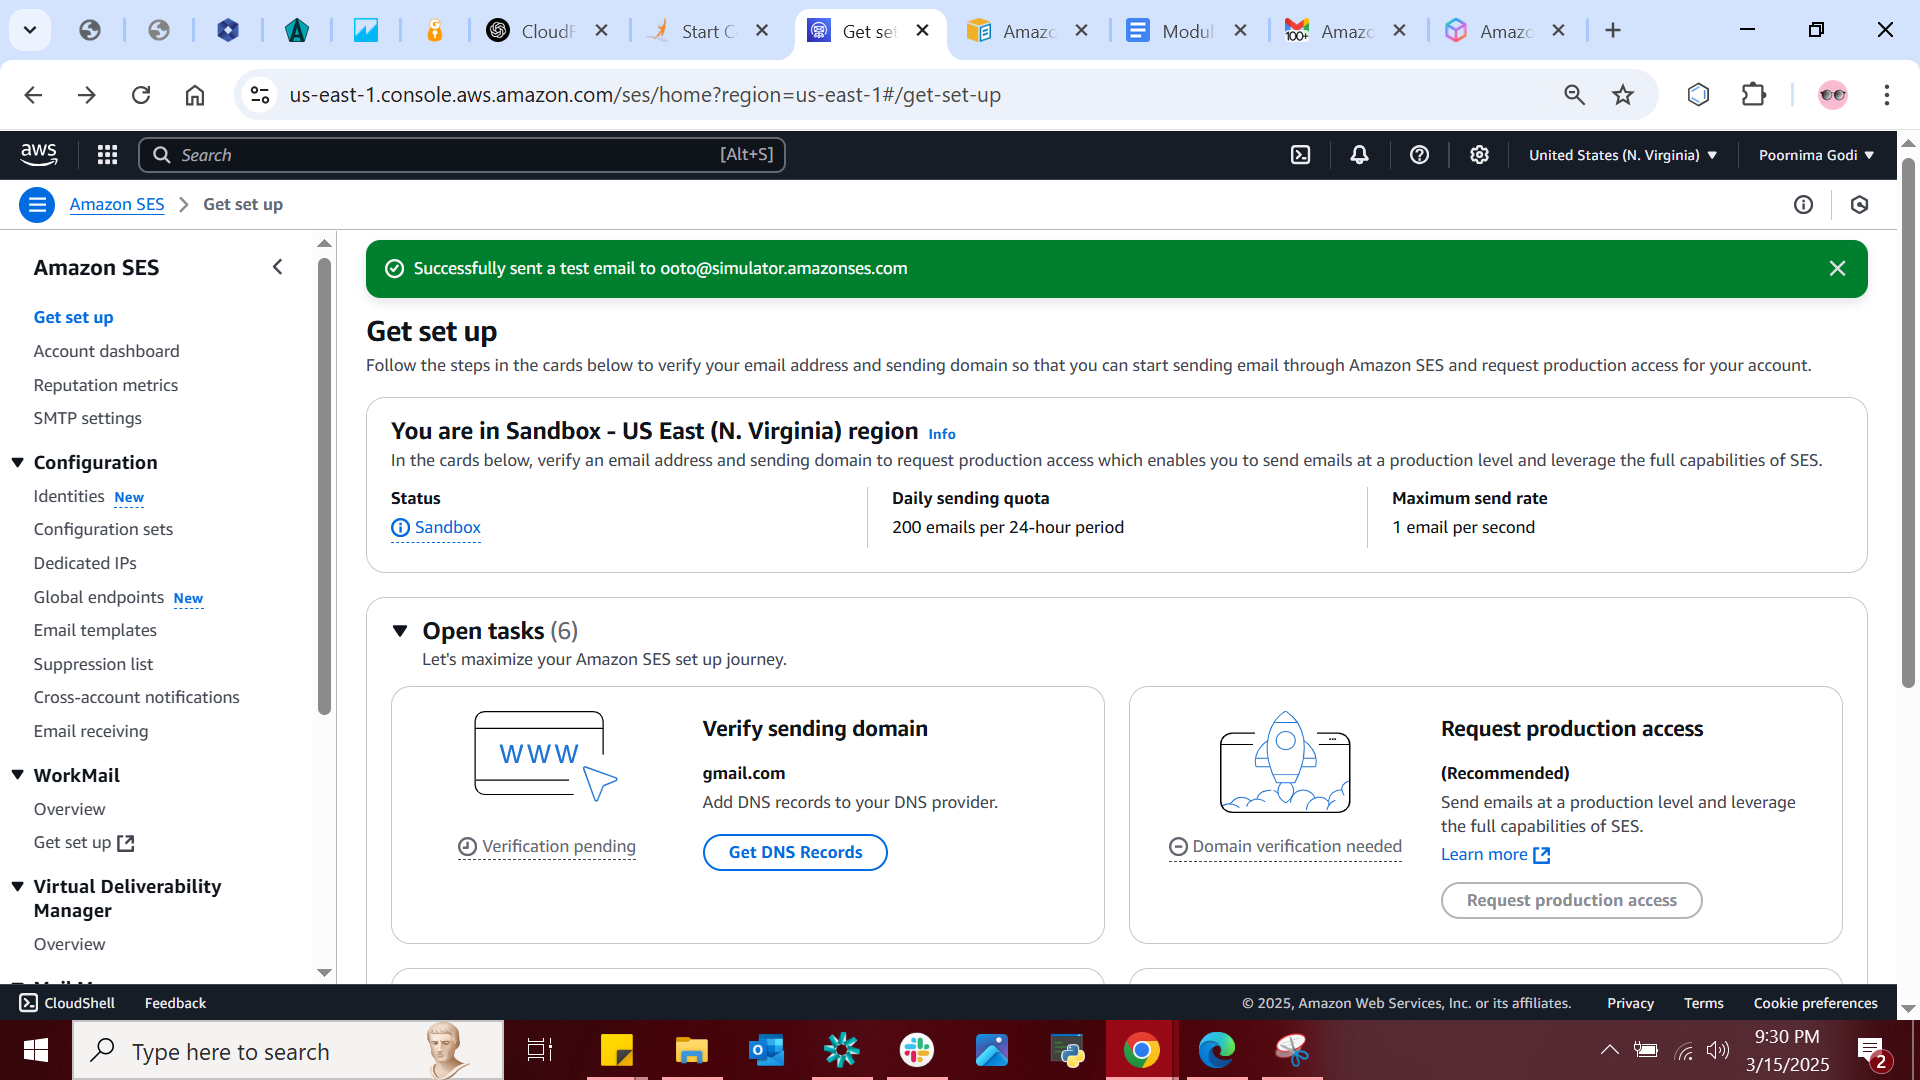 CloudF
Start C
Get set
Amazo
Modul
100+
Amazo
Amazo
us-east-1.console.aws.amazon.com/ses/home?region=us-east-1#/get-set-up
aws
Search
[Alt+S]
United States (N. Virginia)
Poornima Godi
Amazon SES
Get set up
Amazon SES
Get set up
Account dashboard
Reputation metrics
SMTP settings
Configuration
Identities New
Configuration sets
Dedicated IPs
Global endpoints New
Email templates
Suppression list
Cross-account notifications
Email receiving
WorkMail
Overview
Get set up
Virtual Deliverability
Manager
Overview
Successfully sent a test email to ooto@simulator.amazonses.com
Get set up
Follow the steps in the cards below to verify your email address and sending domain so that you can start sending email through Amazon SES and request production access for your account.
You are in Sandbox - US East (N. Virginia) region Info
In the cards below, verify an email address and sending domain to request production access which enables you to send emails at a production level and leverage the full capabilities of SES.
Status
Sandbox
Daily sending quota
200 emails per 24-hour period
Maximum send rate
1 email per second
Open tasks (6)
Let's maximize your Amazon SES set up journey.
WWW
Verification pending
Verify sending domain
gmail.com
Add DNS records to your DNS provider.
Get DNS Records
Domain verification needed
Request production access
(Recommended)
Send emails at a production level and leverage
the full capabilities of SES.
Learn more
Request production access
CloudShell
Feedback
© 2025, Amazon Web Services, Inc. or its affiliates.
Privacy
Terms
Cookie preferences
Type here to search
9:30 PM
3/15/2025
2